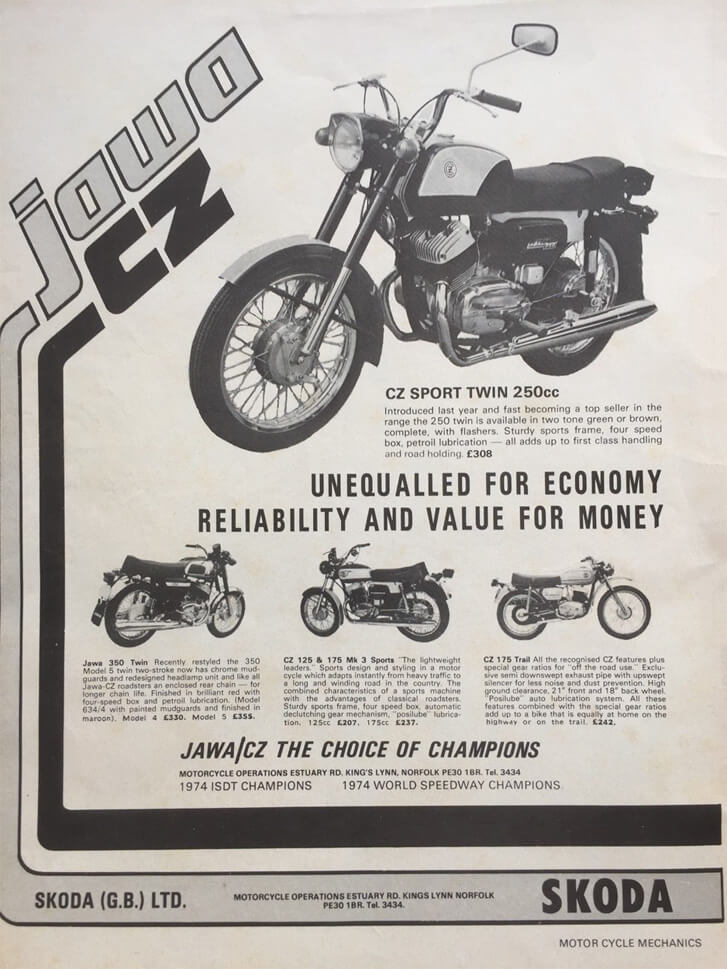 jawa
CZ
CZ SPORT TWIN 250cc
Introduced last year and fast becoming a top seller in the
range the 250 twin is available in two tone green or brown,
complete, with flashers. Sturdy sports frame, four speed
box, petroil lubrication — all adds up to first class handling
and road holding. £308
UNEQUALLED FOR ECONOMY
RELIABILITY AND VALUE FOR MONEY
Jawa 350 Twin Recently restyled the 350
Model 5 twin two-stroke now has chrome mud-
guards and redesigned headlamp unit and like all
Jawa-CZ roadsters an enclosed rear chain — for
longer chain life. Finished in brilliant red with
four-speed box and petroil lubrication. (Model
634/4 with painted mudguards and finished in
maroon). Model 4 £330. Model 5 £355.
CZ 125 & 175 Mk 3 Sports "The lightweight
leaders." Sports design and styling in a motor
cycle which adapts instantly from heavy traffic to
a long and winding road in the country. The
combined characteristics of a sports machine
with the advantages of classical roadsters.
Sturdy sports frame, four speed box, automatic
declutching gear mechanism, "posilube" lubrica-
tion. 125cc £207. 175cc £237.
CZ 175 Trail All the recognised CZ features plus
special gear ratios for "off the road use." Exclu-
sive semi downswept exhaust pipe with upswept
silencer for less noise and dust prevention. High
ground clearance, 21" front and 18" back wheel.
"Posilube" auto lubrication system. All these
features combined with the special gear ratios
add up to a bike that is equally at home on the
highway or on the trail. £242.
JAWA/CZ THE CHOICE OF CHAMPIONS
MOTORCYCLE OPERATIONS ESTUARY RD. KING'S LYNN, NORFOLK PE30 1BR. Tel. 3434
1974 ISDT CHAMPIONS 1974 WORLD SPEEDWAY CHAMPIONS.
SKODA (G.B.) LTD.
MOTORCYCLE OPERATIONS ESTUARY RD. KINGS LYNN NORFOLK
PE30 1BR. Tel. 3434.
SKODA
MOTOR CYCLE MECHANICS